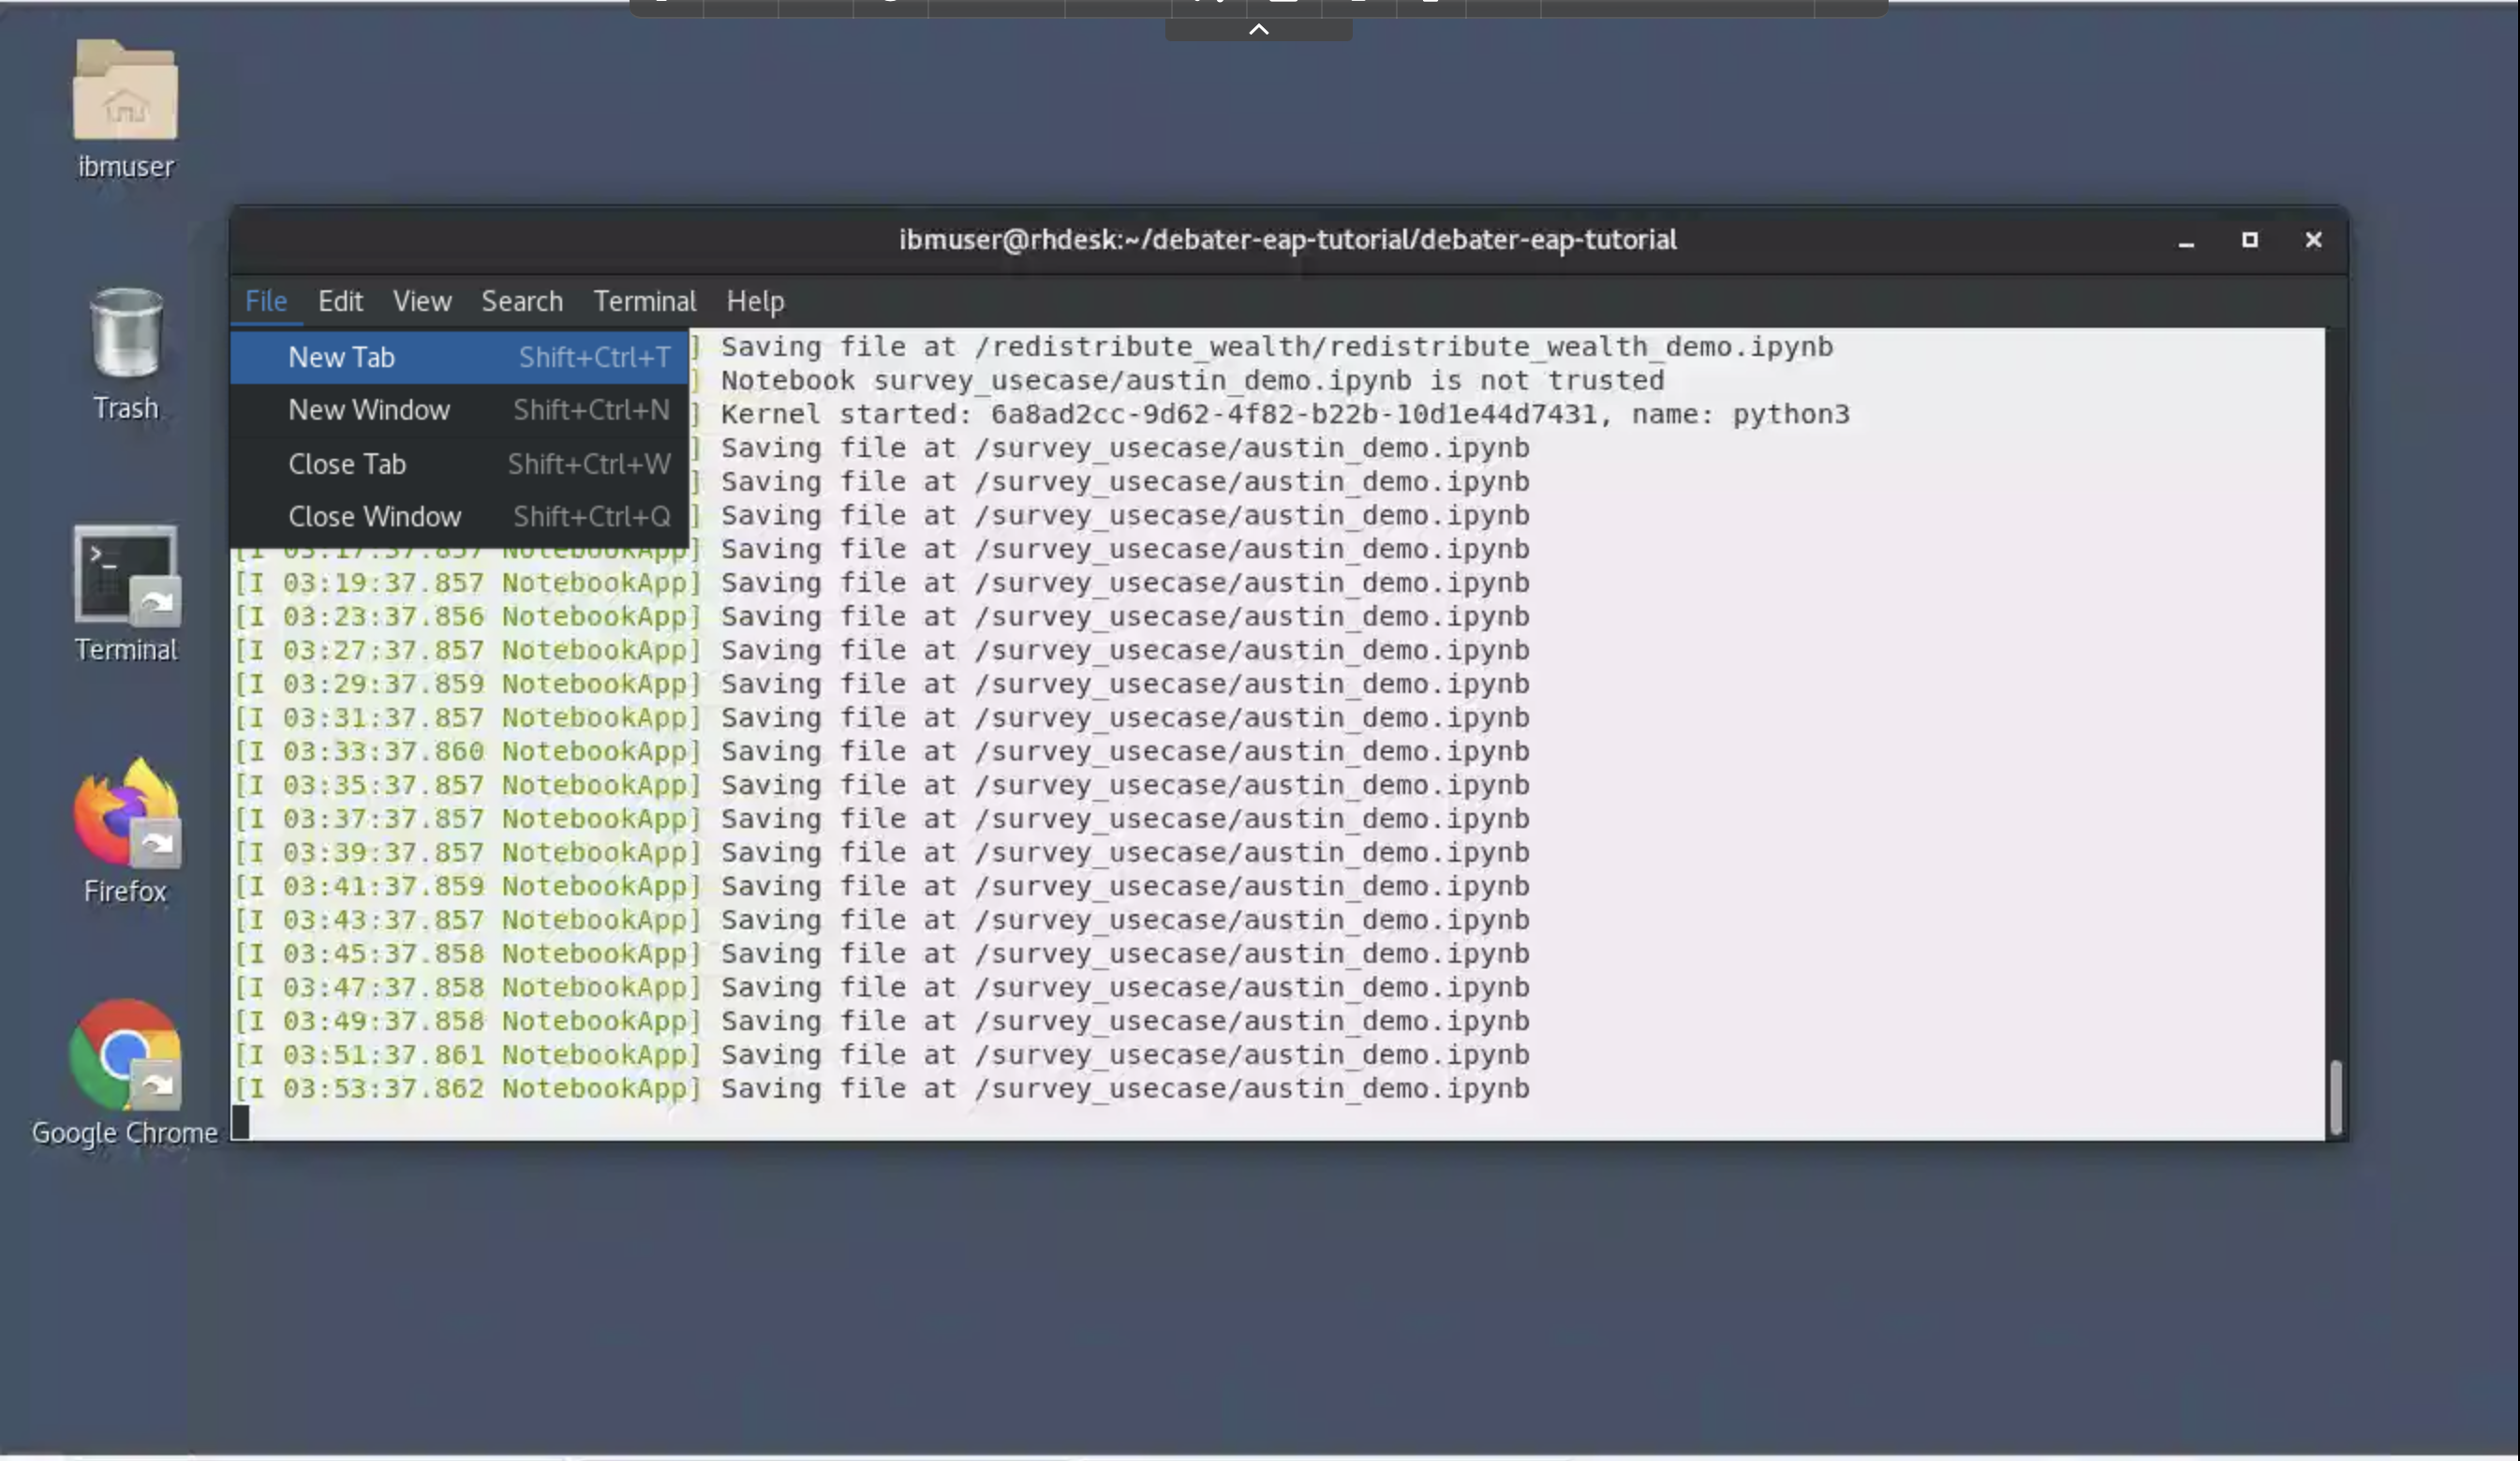 ibmuser
Trash
Terminal
Firefox
Google Chrome
ibmuser@rhdesk:~/debater-eap-tutorial/debater-eap-tutorial
File Edit View Search Terminal Help
New Tab Shift+Ctrl+T
New Window Shift+Ctrl+N
Close Tab Shift+Ctrl+W
Close Window Shift+Ctrl+Q
] Saving file at /redistribute_wealth/redistribute_wealth_demo.ipynb
] Notebook survey_usecase/austin_demo.ipynb is not trusted
] Kernel started: 6a8ad2cc-9d62-4f82-b22b-10d1e44d7431, name: python3
] Saving file at /survey_usecase/austin_demo.ipynb
] Saving file at /survey_usecase/austin_demo.ipynb
] Saving file at /survey_usecase/austin_demo.ipynb
[I 03:17:37.857 NotebookApp] Saving file at /survey_usecase/austin_demo.ipynb
[I 03:19:37.857 NotebookApp] Saving file at /survey_usecase/austin_demo.ipynb
[I 03:23:37.856 NotebookApp] Saving file at /survey_usecase/austin_demo.ipynb
[I 03:27:37.857 NotebookApp] Saving file at /survey_usecase/austin_demo.ipynb
[I 03:29:37.859 NotebookApp] Saving file at /survey_usecase/austin_demo.ipynb
[I 03:31:37.857 NotebookApp] Saving file at /survey_usecase/austin_demo.ipynb
[I 03:33:37.860 NotebookApp] Saving file at /survey_usecase/austin_demo.ipynb
[I 03:35:37.857 NotebookApp] Saving file at /survey_usecase/austin_demo.ipynb
[I 03:37:37.857 NotebookApp] Saving file at /survey_usecase/austin_demo.ipynb
[I 03:39:37.857 NotebookApp] Saving file at /survey_usecase/austin_demo.ipynb
[I 03:41:37.859 NotebookApp] Saving file at /survey_usecase/austin_demo.ipynb
[I 03:43:37.857 NotebookApp] Saving file at /survey_usecase/austin_demo.ipynb
[I 03:45:37.858 NotebookApp] Saving file at /survey_usecase/austin_demo.ipynb
[I 03:47:37.858 NotebookApp] Saving file at /survey_usecase/austin_demo.ipynb
[I 03:49:37.858 NotebookApp] Saving file at /survey_usecase/austin_demo.ipynb
[I 03:51:37.861 NotebookApp] Saving file at /survey_usecase/austin_demo.ipynb
[I 03:53:37.862 NotebookApp] Saving file at /survey_usecase/austin_demo.ipynb